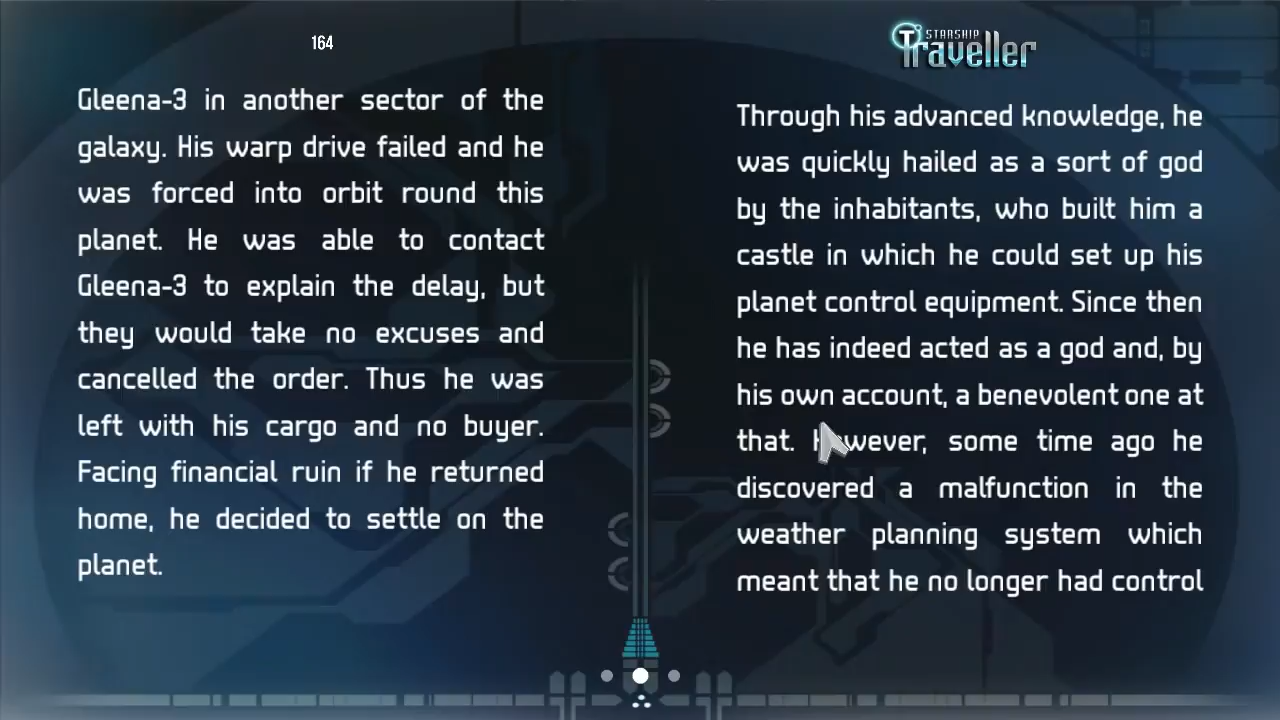 164
Gleena-3 in another sector of the
galaxy. His warp drive failed and he
was forced into orbit round this
planet. He was able to contact
Gleena-3 to explain the delay, but
they would take no excuses and
cancelled the order. Thus he was
left with his cargo and no buyer.
Facing financial ruin if he returned
home, he decided to settle on the
planet.
STARSHIP
Traveller
Through his advanced knowledge, he
was quickly hailed as a sort of god
by the inhabitants, who built him a
castle in which he could set up his
planet control equipment. Since then
he has indeed acted as a god and, by
his own account, a benevolent one at
that. However, some time ago he
discovered a malfunction in the
weather planning system which
meant that he no longer had control